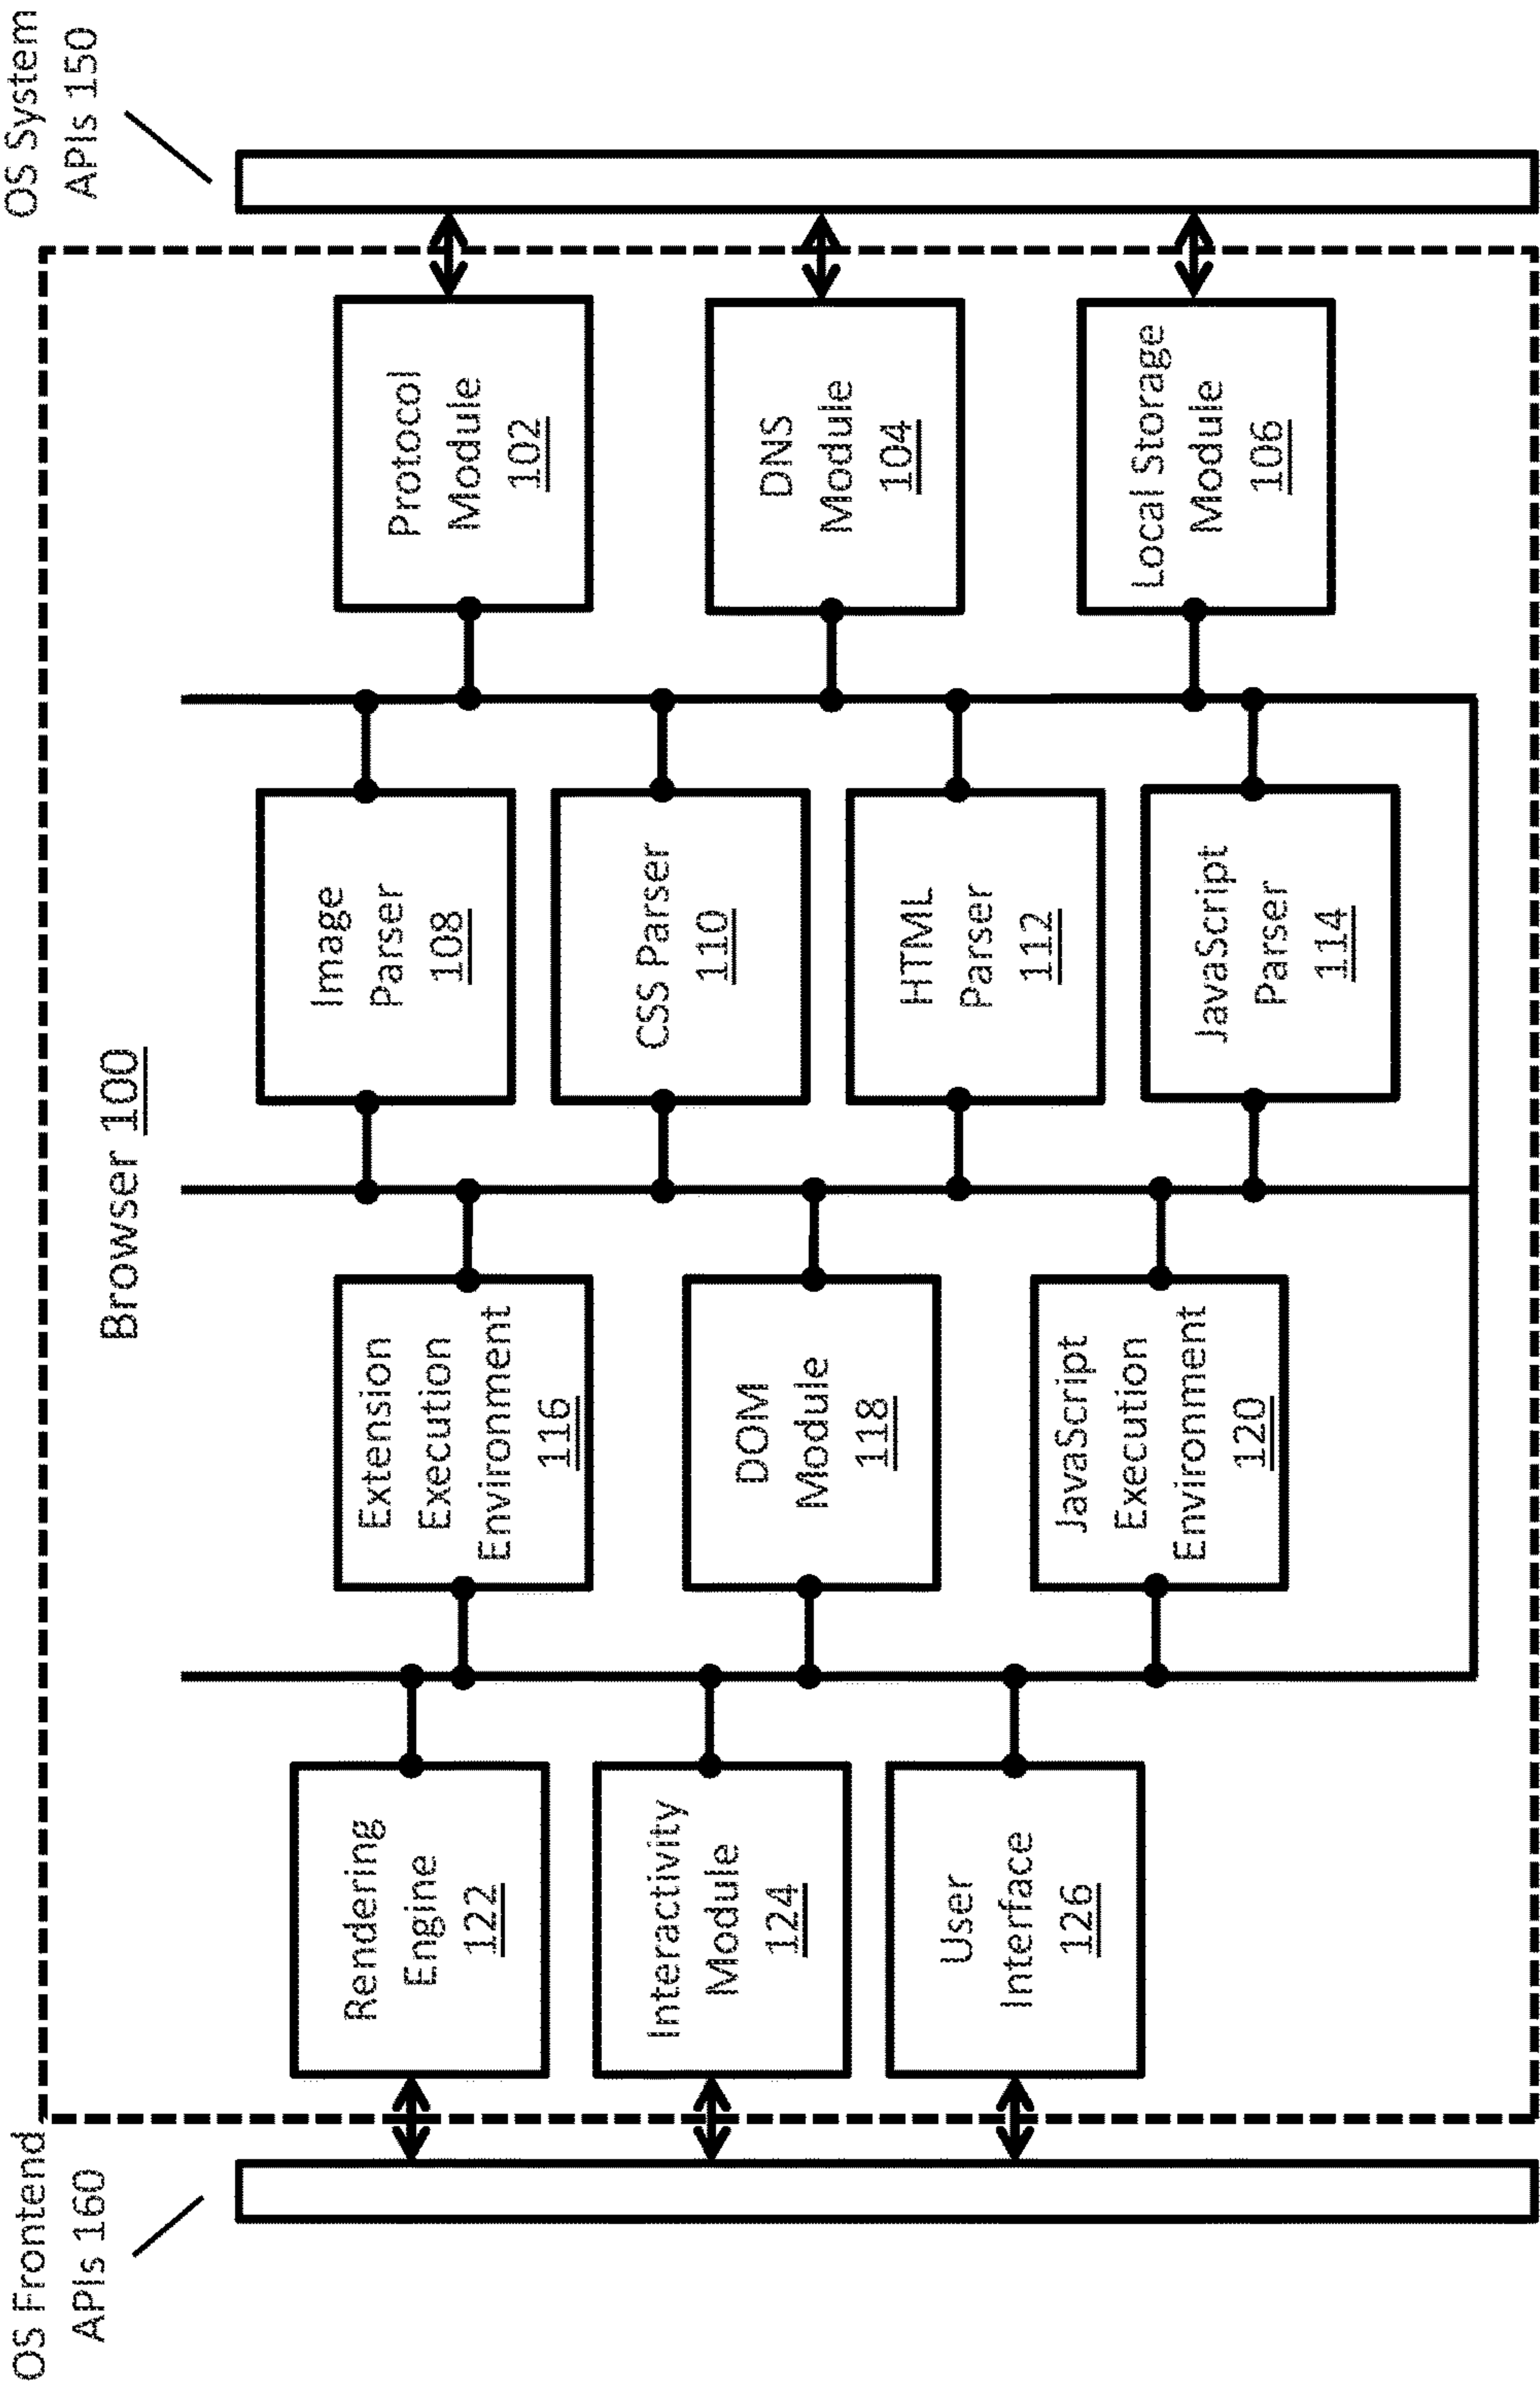 Browser 100
OS Frontend
APIs 160
OS System
APIs 150
Rendering
Engine
122
Interactivity
Module
124
User
Interface
126
Extension
Execution
Environment
116
DOM
Module
118
JavaScript
Execution
Environment
120
Image
Parser
108
CSS Parser
110
HTML
Parser
112
JavaScript
Parser
114
Protocol
Module
102
DNS
Module
104
Local Storage
Module
106